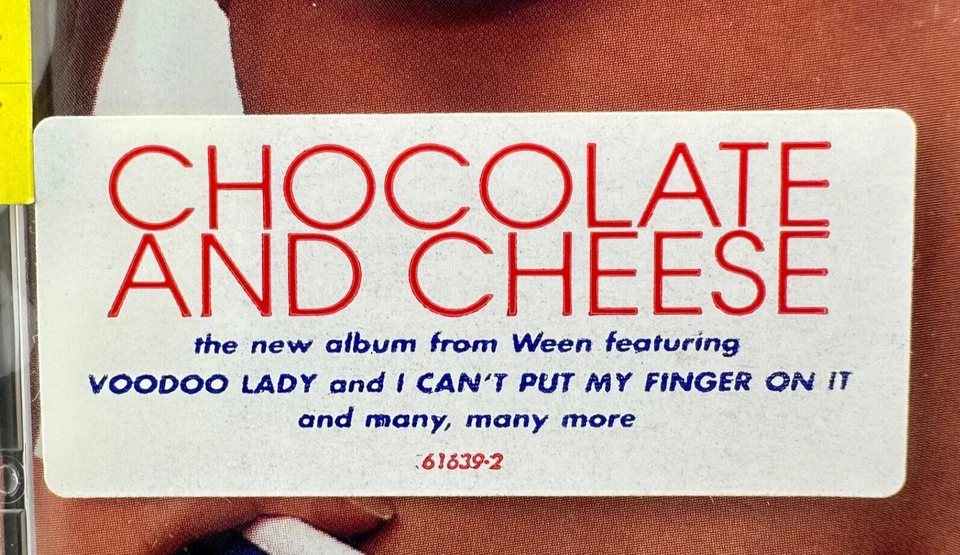 CHOCOLATE
AND CHEESE
the new album from Ween featuring
VOODOO LADY and I CAN'T PUT MY FINGER ON IT
and many, many more
61639-2